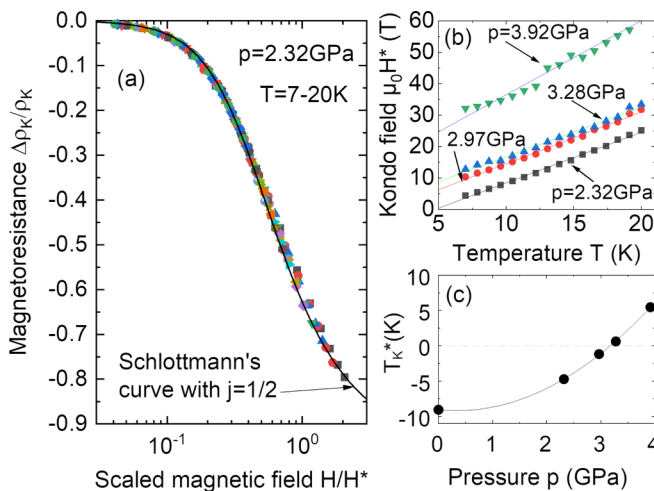 0.0
-0.1
-0.2
-0.3
-0.4
-0.5
-0.6
-0.7
-0.8
-0.9
Magnetoresistance Δρ_K/ρ_K
(a)
p=2.32GPa
T=7-20K
Schlottmann's
curve with j=1/2
10⁻¹ 10⁰
Scaled magnetic field H/H*
60
50
40
30
20
10
0
Kondo field μ₀H* (T)
(b)
p=3.92GPa
3.28GPa
2.97GPa
p=2.32GPa
5 10 15 20
Temperature T (K)
10
5
0
-5
-10
T_K*(K)
(c)
0 1 2 3 4
Pressure p (GPa)